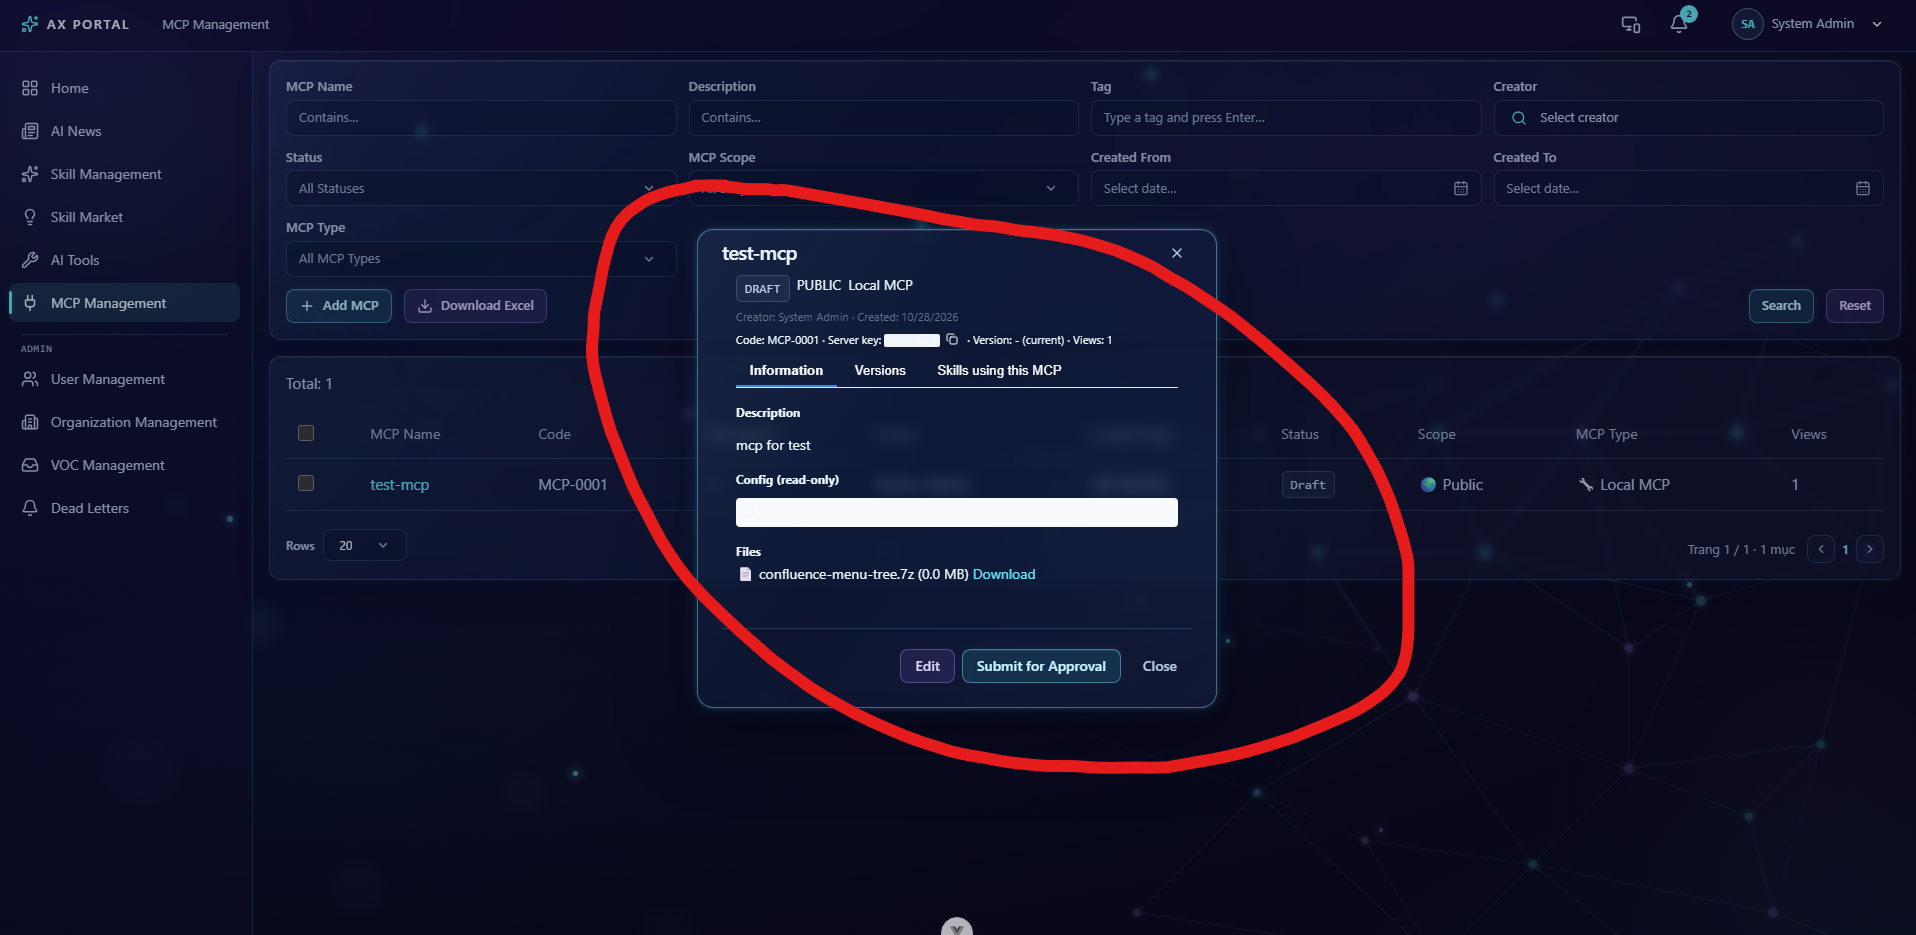 AX PORTAL
MCP Management
2
SA
System Admin
Home
AI News
Skill Management
Skill Market
AI Tools
MCP Management
ADMIN
User Management
Organization Management
VOC Management
Dead Letters
MCP Name
Description
Tag
Creator
Contains...
Contains...
Type a tag and press Enter...
Select creator
Status
MCP Scope
Created From
Created To
All Statuses
Select date...
Select date...
MCP Type
All MCP Types
Add MCP
Download Excel
Search
Reset
Total: 1
MCP Name
Code
Status
Scope
MCP Type
Views
test-mcp
MCP-0001
Draft
Public
Local MCP
1
Rows
20
Trang 1 / 1 · 1 mục
1
test-mcp
DRAFT
PUBLIC Local MCP
Creator: System Admin · Created: 10/28/2026
Code: MCP-0001 · Server key: · Version: - (current) · Views: 1
Information
Versions
Skills using this MCP
Description
mcp for test
Config (read-only)
Files
confluence-menu-tree.7z (0.0 MB) Download
Edit
Submit for Approval
Close